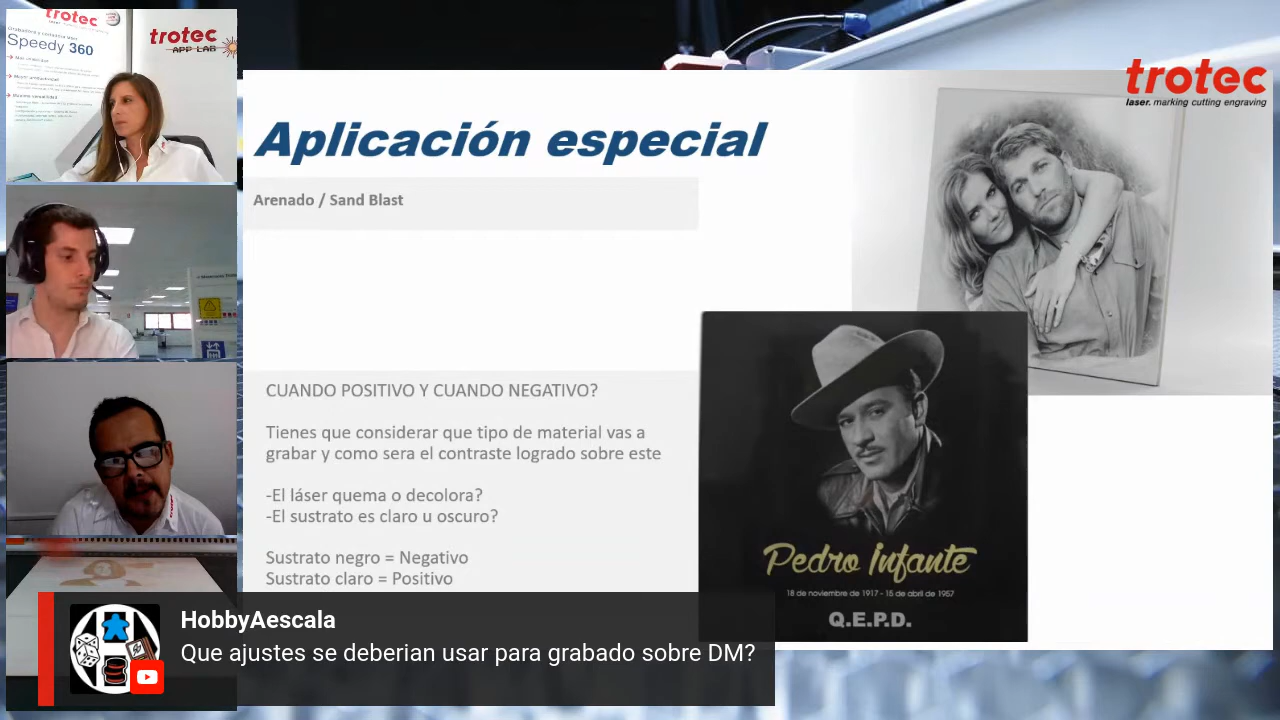 trotec
Speedy 360
trotec
APP LAB
trotec
laser. marking cutting engraving
Aplicación especial
Arenado / Sand Blast
CUANDO POSITIVO Y CUANDO NEGATIVO?
Tienes que considerar que tipo de material vas a
grabar y como sera el contraste logrado sobre este
-El láser quema o decolora?
-El sustrato es claro u oscuro?
Sustrato negro = Negativo
Sustrato claro = Positivo
Pedro Infante
18 de noviembre de 1917 - 15 de abril de 1957
Q.E.P.D.
HobbyAescala
Que ajustes se deberian usar para grabado sobre DM?